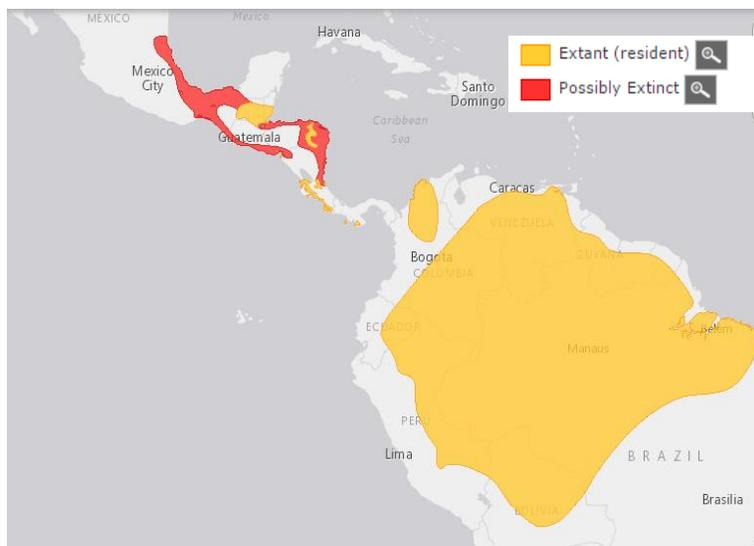 MÉXICO
Mexico
Havana
Extant (resident)
Mexico
City
Santo
Domingo
Possibly Extinct
Caribbean
Sea
Guatemala
Caracas
VENEZUELA
Bogota
COLOMBIA
GUYANA
ECUADOR
Belem
Manaus
PERU
Lima
BRAZIL
Brasilia
BOLIVIA